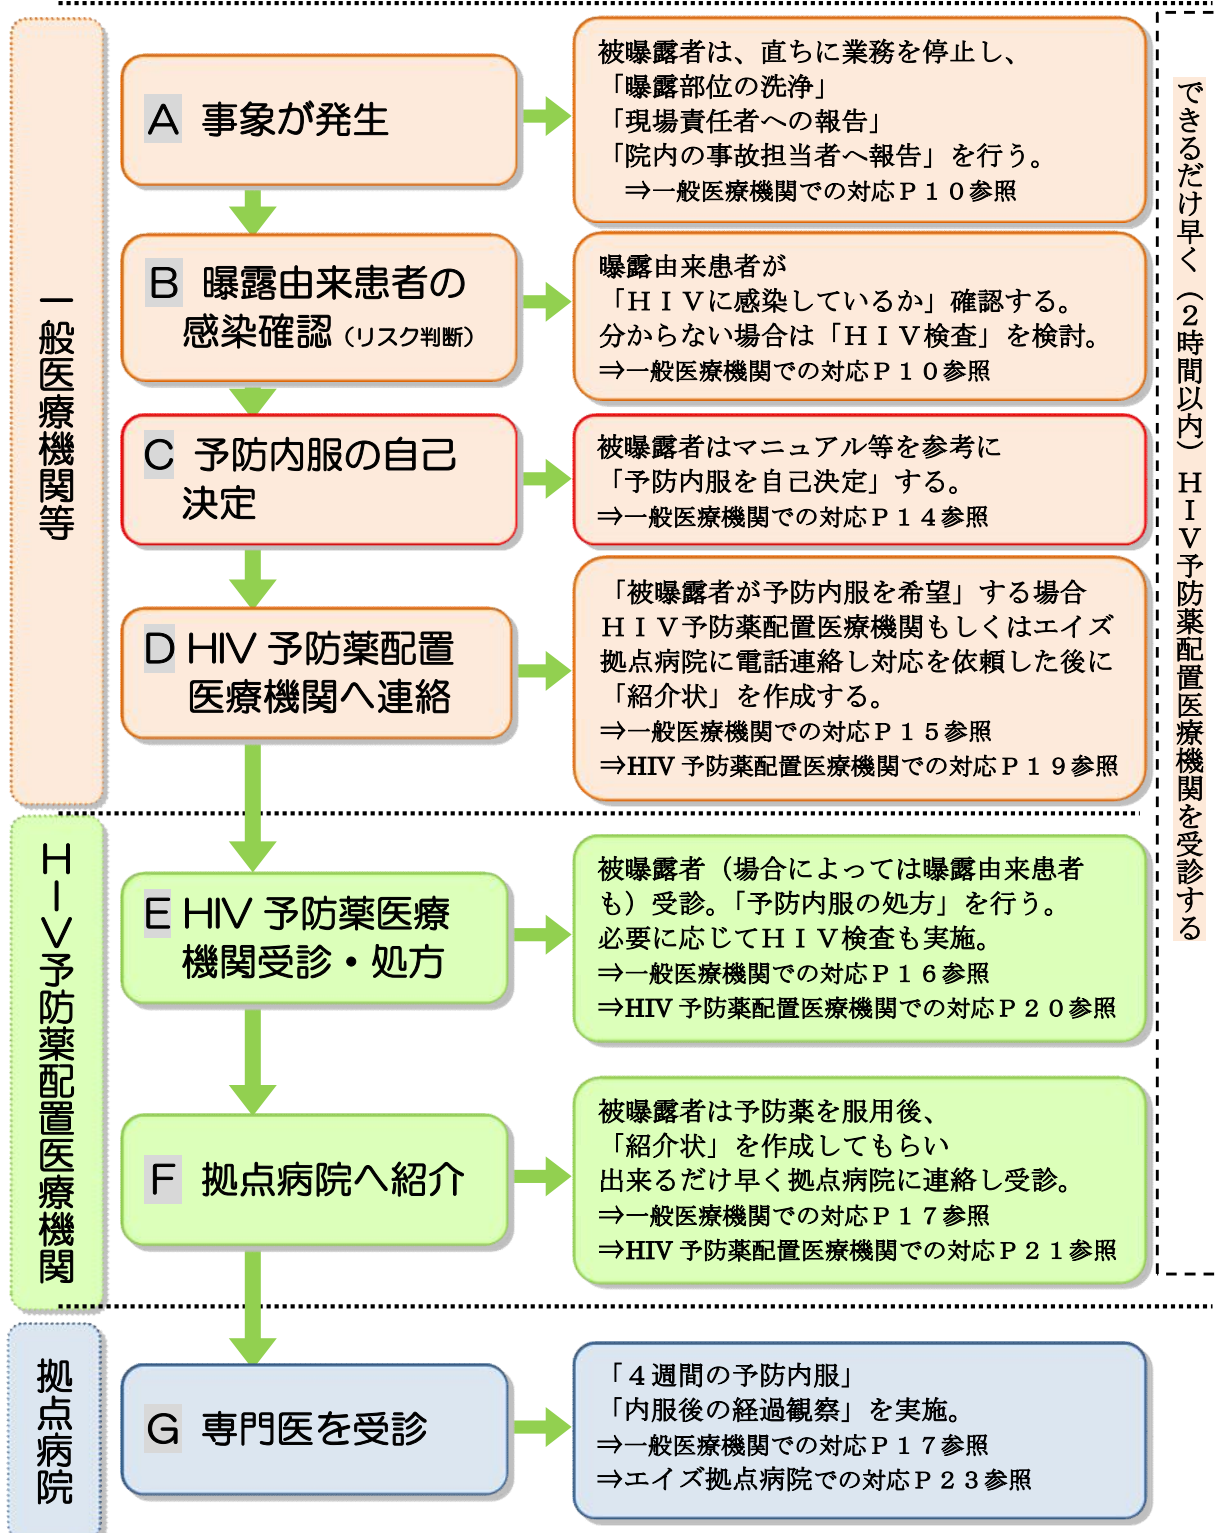 一般医療機関等
A 事象が発生
被曝露者は、直ちに業務を停止し、
「曝露部位の洗浄」
「現場責任者への報告」
「院内の事故担当者へ報告」を行う。
⇒一般医療機関での対応Ｐ１０参照
B 曝露由来患者の
感染確認（リスク判断）
曝露由来患者が
「ＨＩＶに感染しているか」確認する。
分からない場合は「ＨＩＶ検査」を検討。
⇒一般医療機関での対応Ｐ１０参照
C 予防内服の自己
決定
被曝露者はマニュアル等を参考に
「予防内服を自己決定」する。
⇒一般医療機関での対応Ｐ１４参照
D HIV 予防薬配置
医療機関へ連絡
「被曝露者が予防内服を希望」する場合
ＨＩＶ予防薬配置医療機関もしくはエイズ
拠点病院に電話連絡し対応を依頼した後に
「紹介状」を作成する。
⇒一般医療機関での対応Ｐ１５参照
⇒HIV 予防薬配置医療機関での対応Ｐ１９参照
できるだけ早く（２時間以内）ＨＩＶ予防薬配置医療機関を受診する
ＨＩＶ予防薬配置医療機関
E HIV 予防薬医療
機関受診・処方
被曝露者（場合によっては曝露由来患者
も）受診。「予防内服の処方」を行う。
必要に応じてＨＩＶ検査も実施。
⇒一般医療機関での対応Ｐ１６参照
⇒HIV 予防薬配置医療機関での対応Ｐ２０参照
F 拠点病院へ紹介
被曝露者は予防薬を服用後、
「紹介状」を作成してもらい
出来るだけ早く拠点病院に連絡し受診。
⇒一般医療機関での対応Ｐ１７参照
⇒HIV 予防薬配置医療機関での対応Ｐ２１参照
拠点病院
G 専門医を受診
「４週間の予防内服」
「内服後の経過観察」を実施。
⇒一般医療機関での対応Ｐ１７参照
⇒エイズ拠点病院での対応Ｐ２３参照